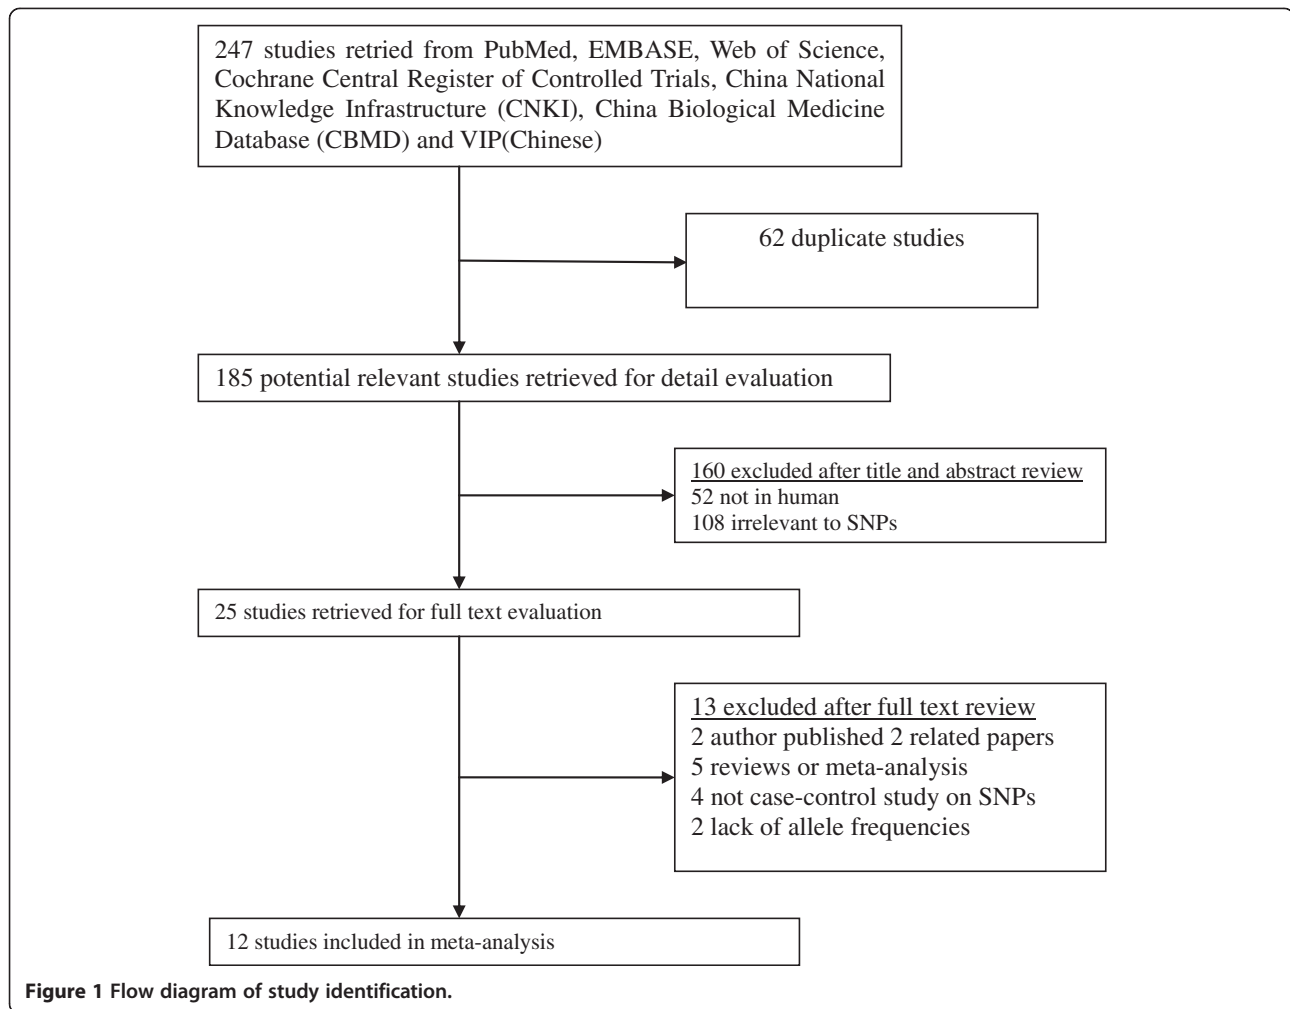 247 studies retried from PubMed, EMBASE, Web of Science,
Cochrane Central Register of Controlled Trials, China National
Knowledge Infrastructure (CNKI), China Biological Medicine
Database (CBMD) and VIP(Chinese)
62 duplicate studies
185 potential relevant studies retrieved for detail evaluation
160 excluded after title and abstract review
52 not in human
108 irrelevant to SNPs
25 studies retrieved for full text evaluation
13 excluded after full text review
2 author published 2 related papers
5 reviews or meta-analysis
4 not case-control study on SNPs
2 lack of allele frequencies
12 studies included in meta-analysis
Figure 1 Flow diagram of study identification.